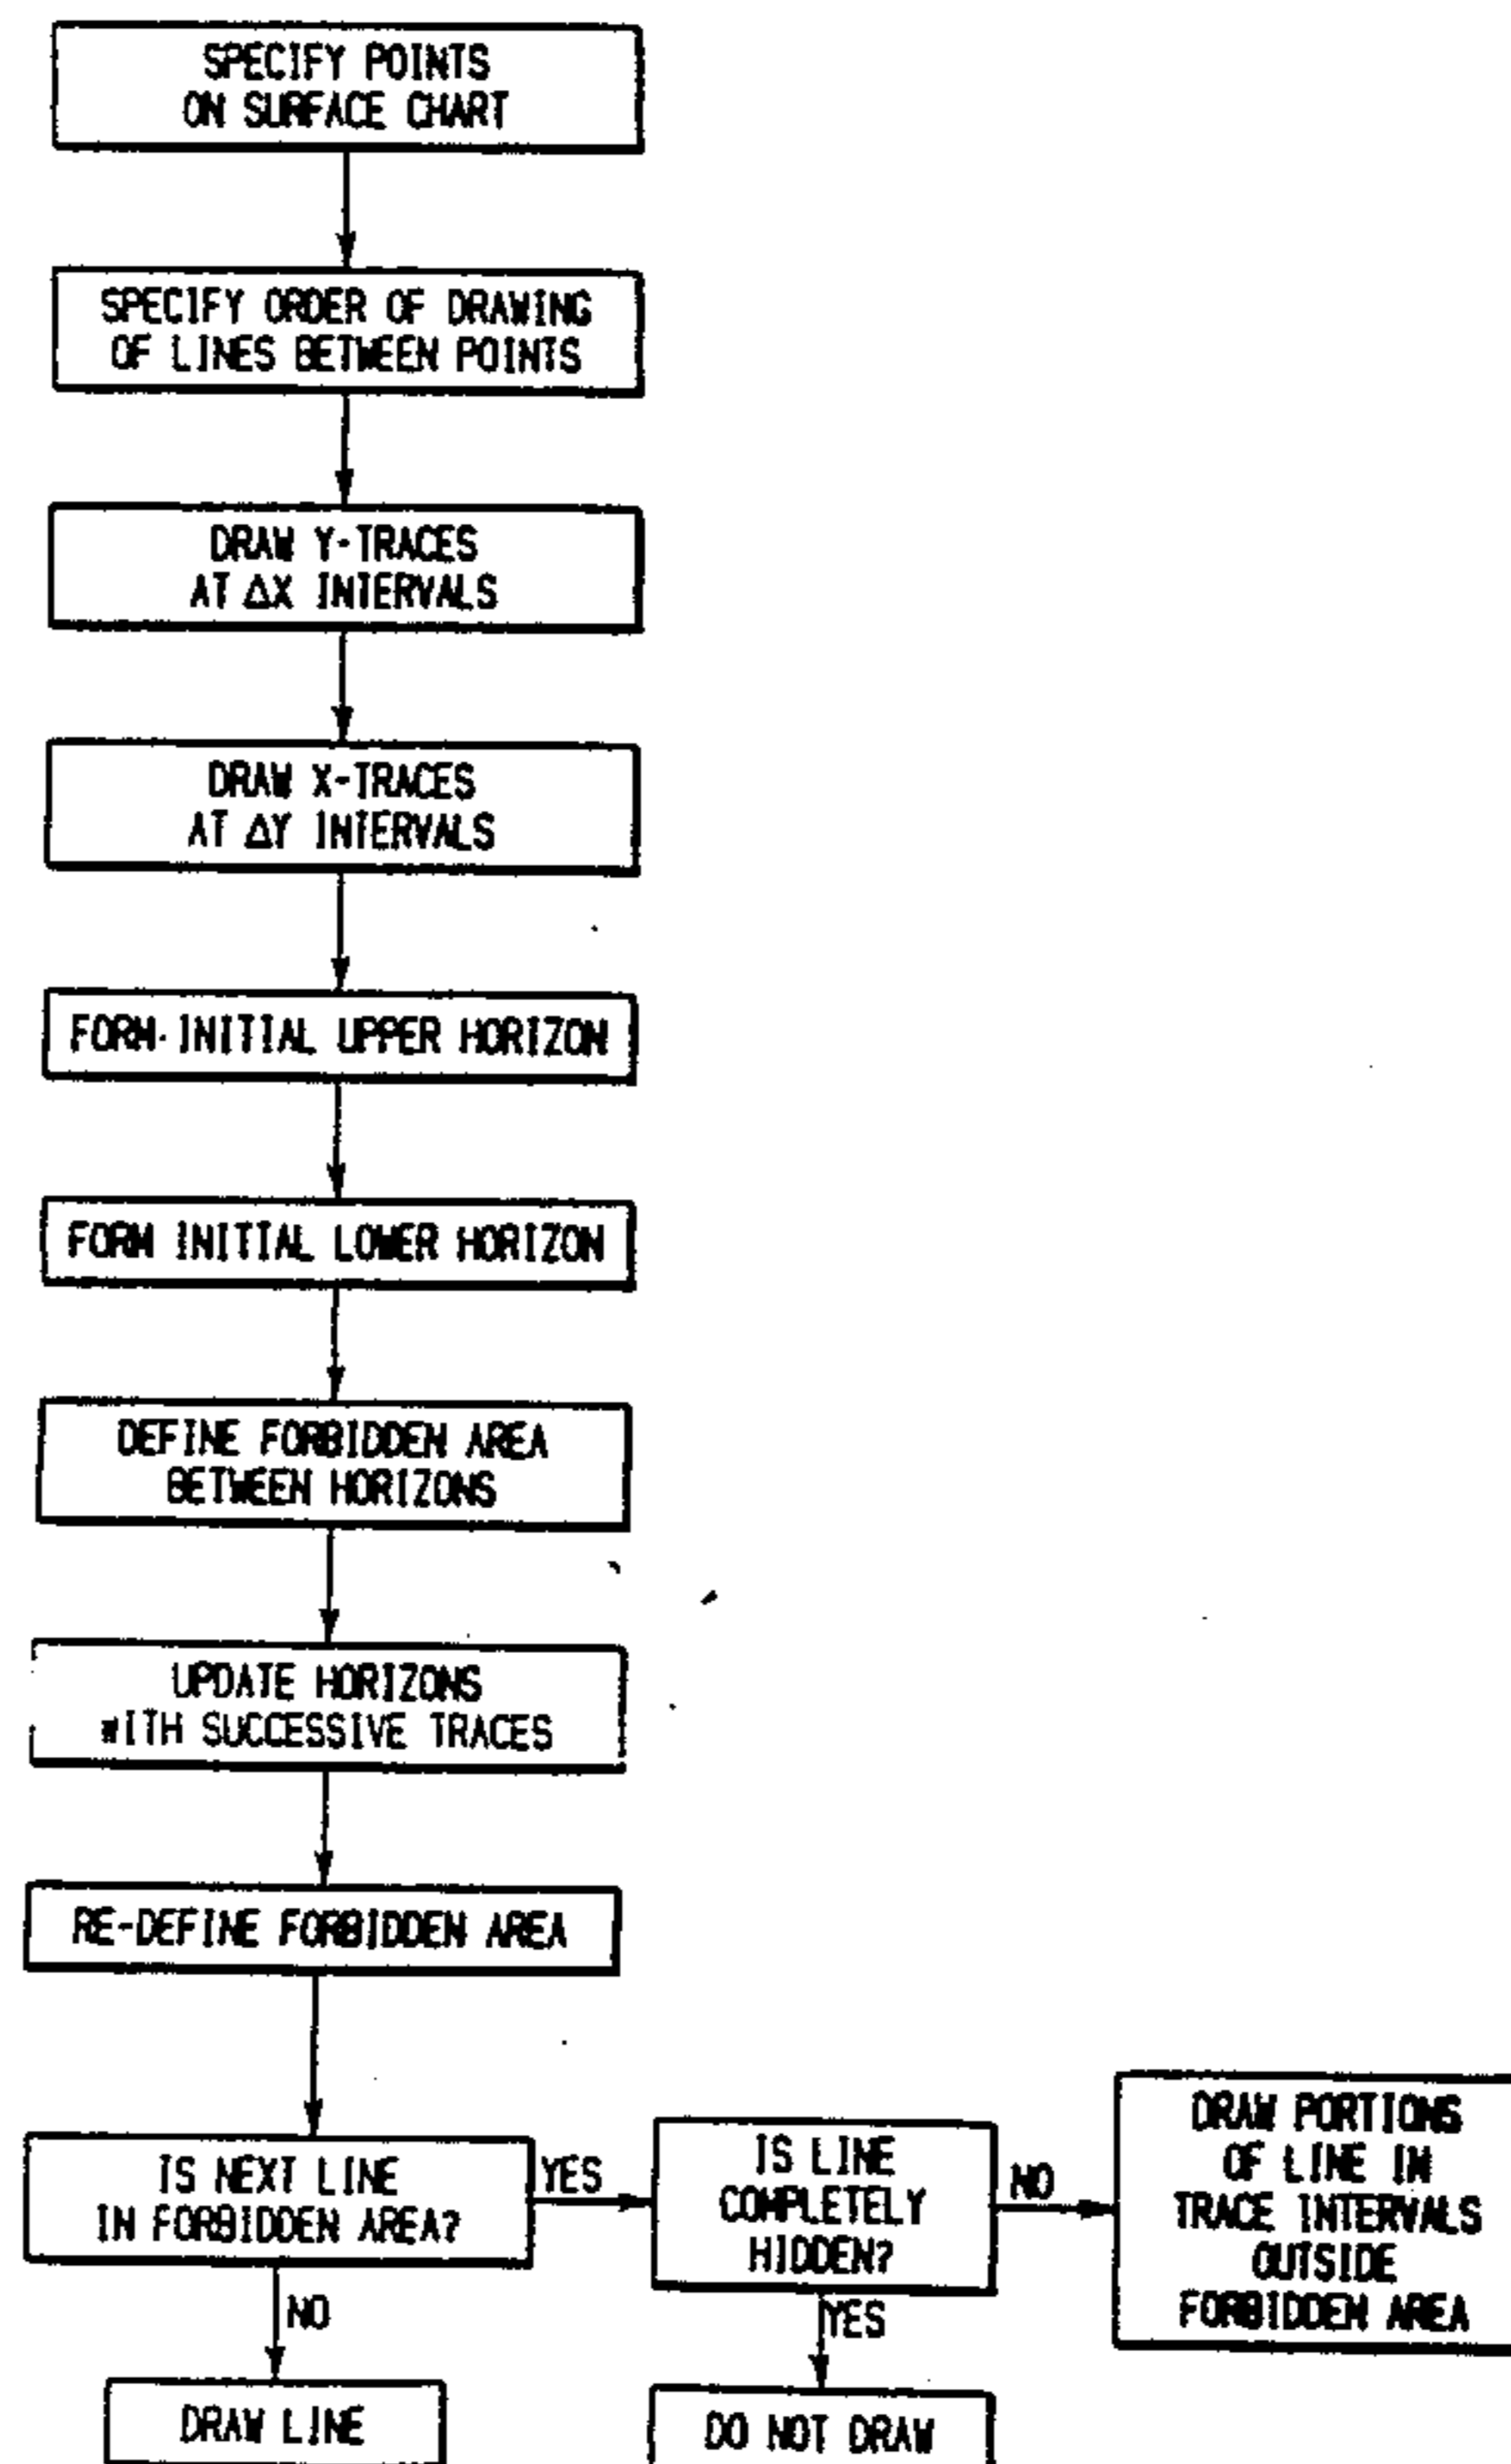 SPECIFY POINTS
ON SURFACE CHART
SPECIFY ORDER OF DRAWING
OF LINES BETWEEN POINTS
DRAW Y-TRACES
AT ΔX INTERVALS
DRAW X-TRACES
AT ΔY INTERVALS
FORM INITIAL UPPER HORIZON
FORM INITIAL LOWER HORIZON
DEFINE FORBIDDEN AREA
BETWEEN HORIZONS
UPDATE HORIZONS
WITH SUCCESSIVE TRACES
RE-DEFINE FORBIDDEN AREA
IS NEXT LINE
IN FORBIDDEN AREA?
YES
IS LINE
COMPLETELY
HIDDEN?
NO
DRAW PORTIONS
OF LINE IN
TRACE INTERVALS
OUTSIDE
FORBIDDEN AREA
NO
YES
DRAW LINE
DO NOT DRAW